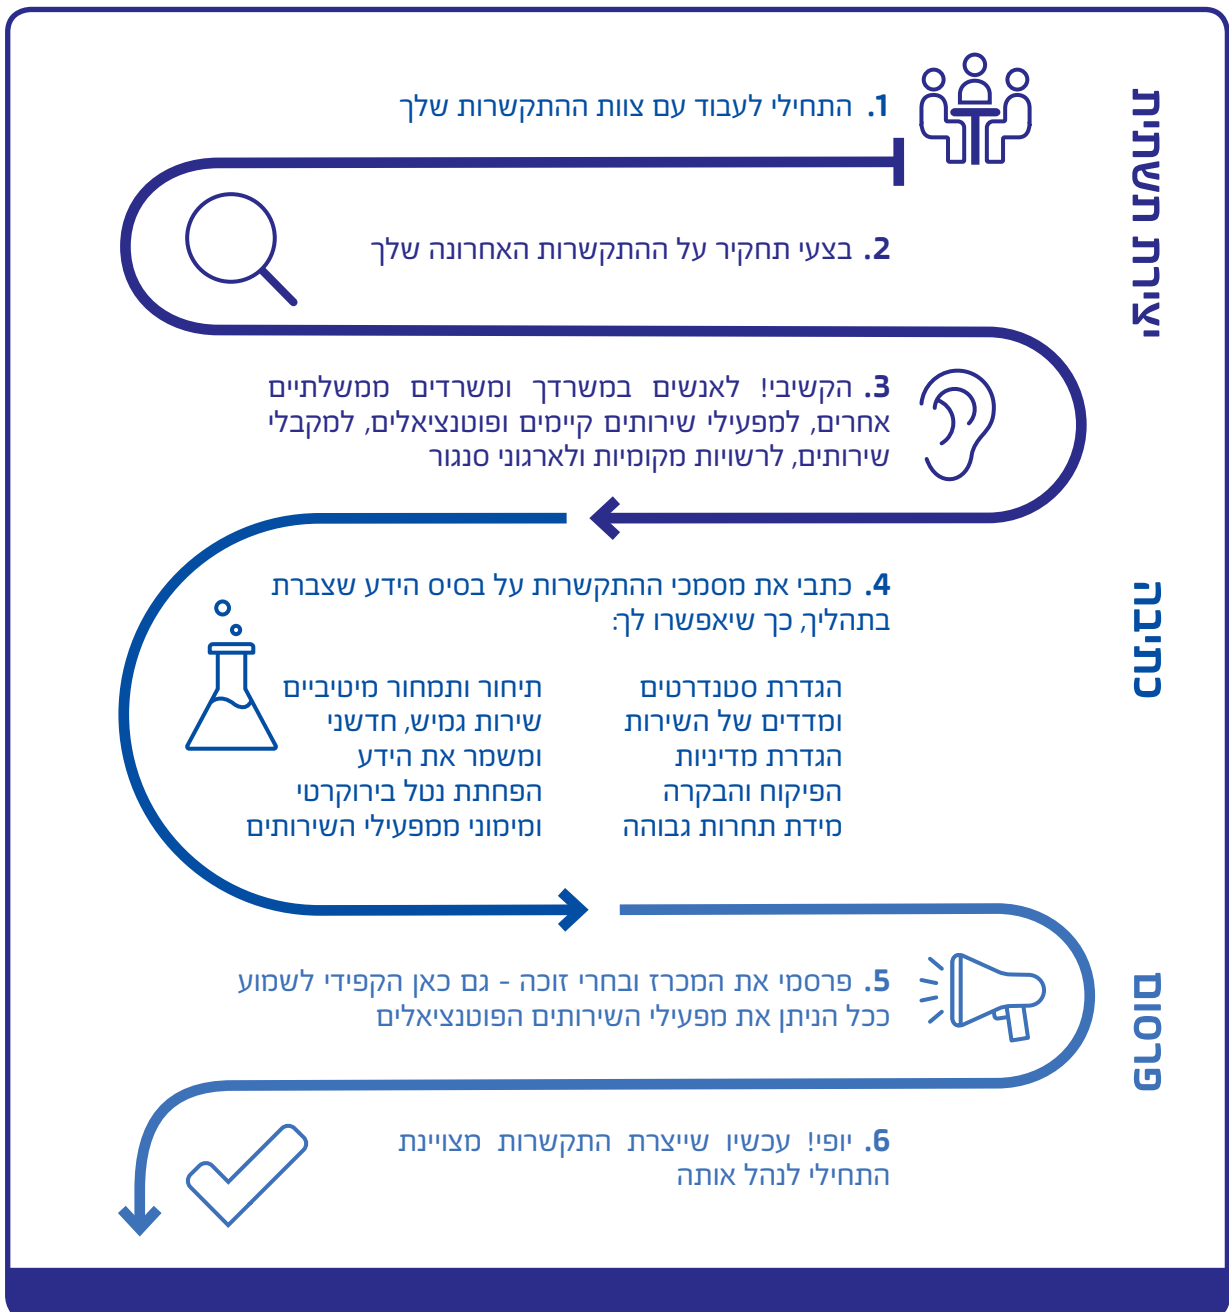 יצירת תשתית
1. התחילי לעבוד עם צוות ההתקשרות שלך
2. בצעי תחקיר על ההתקשרות האחרונה שלך
3. הקשיבי! לאנשים במשרדך ומשרדים ממשלתיים
אחרים, למפעילי שירותים קיימים ופוטנציאלים, למקבלי
שירותים, לרשויות מקומיות ולארגוני סנגור
כתיבה
4. כתבי את מסמכי ההתקשרות על בסיס הידע שצברת
בתהליך, כך שיאפשרו לך:
הגדרת סטנדרטים
ומדדים של השירות
הגדרת מדיניות
הפיקוח והבקרה
מידת תחרות גבוהה
תיחור ותמחור מיטיביים
שירות גמיש, חדשני
ומשמר את הידע
הפחתת נטל בירוקרטי
ומימוני ממפעילי השירותים
פרסום
5. פרסמי את המכרז ובחרי זוכה - גם כאן הקפידי לשמוע
ככל הניתן את מפעילי השירותים הפוטנציאלים
6. יופי! עכשיו שייצרת התקשרות מצויינת
התחילי לנהל אותה